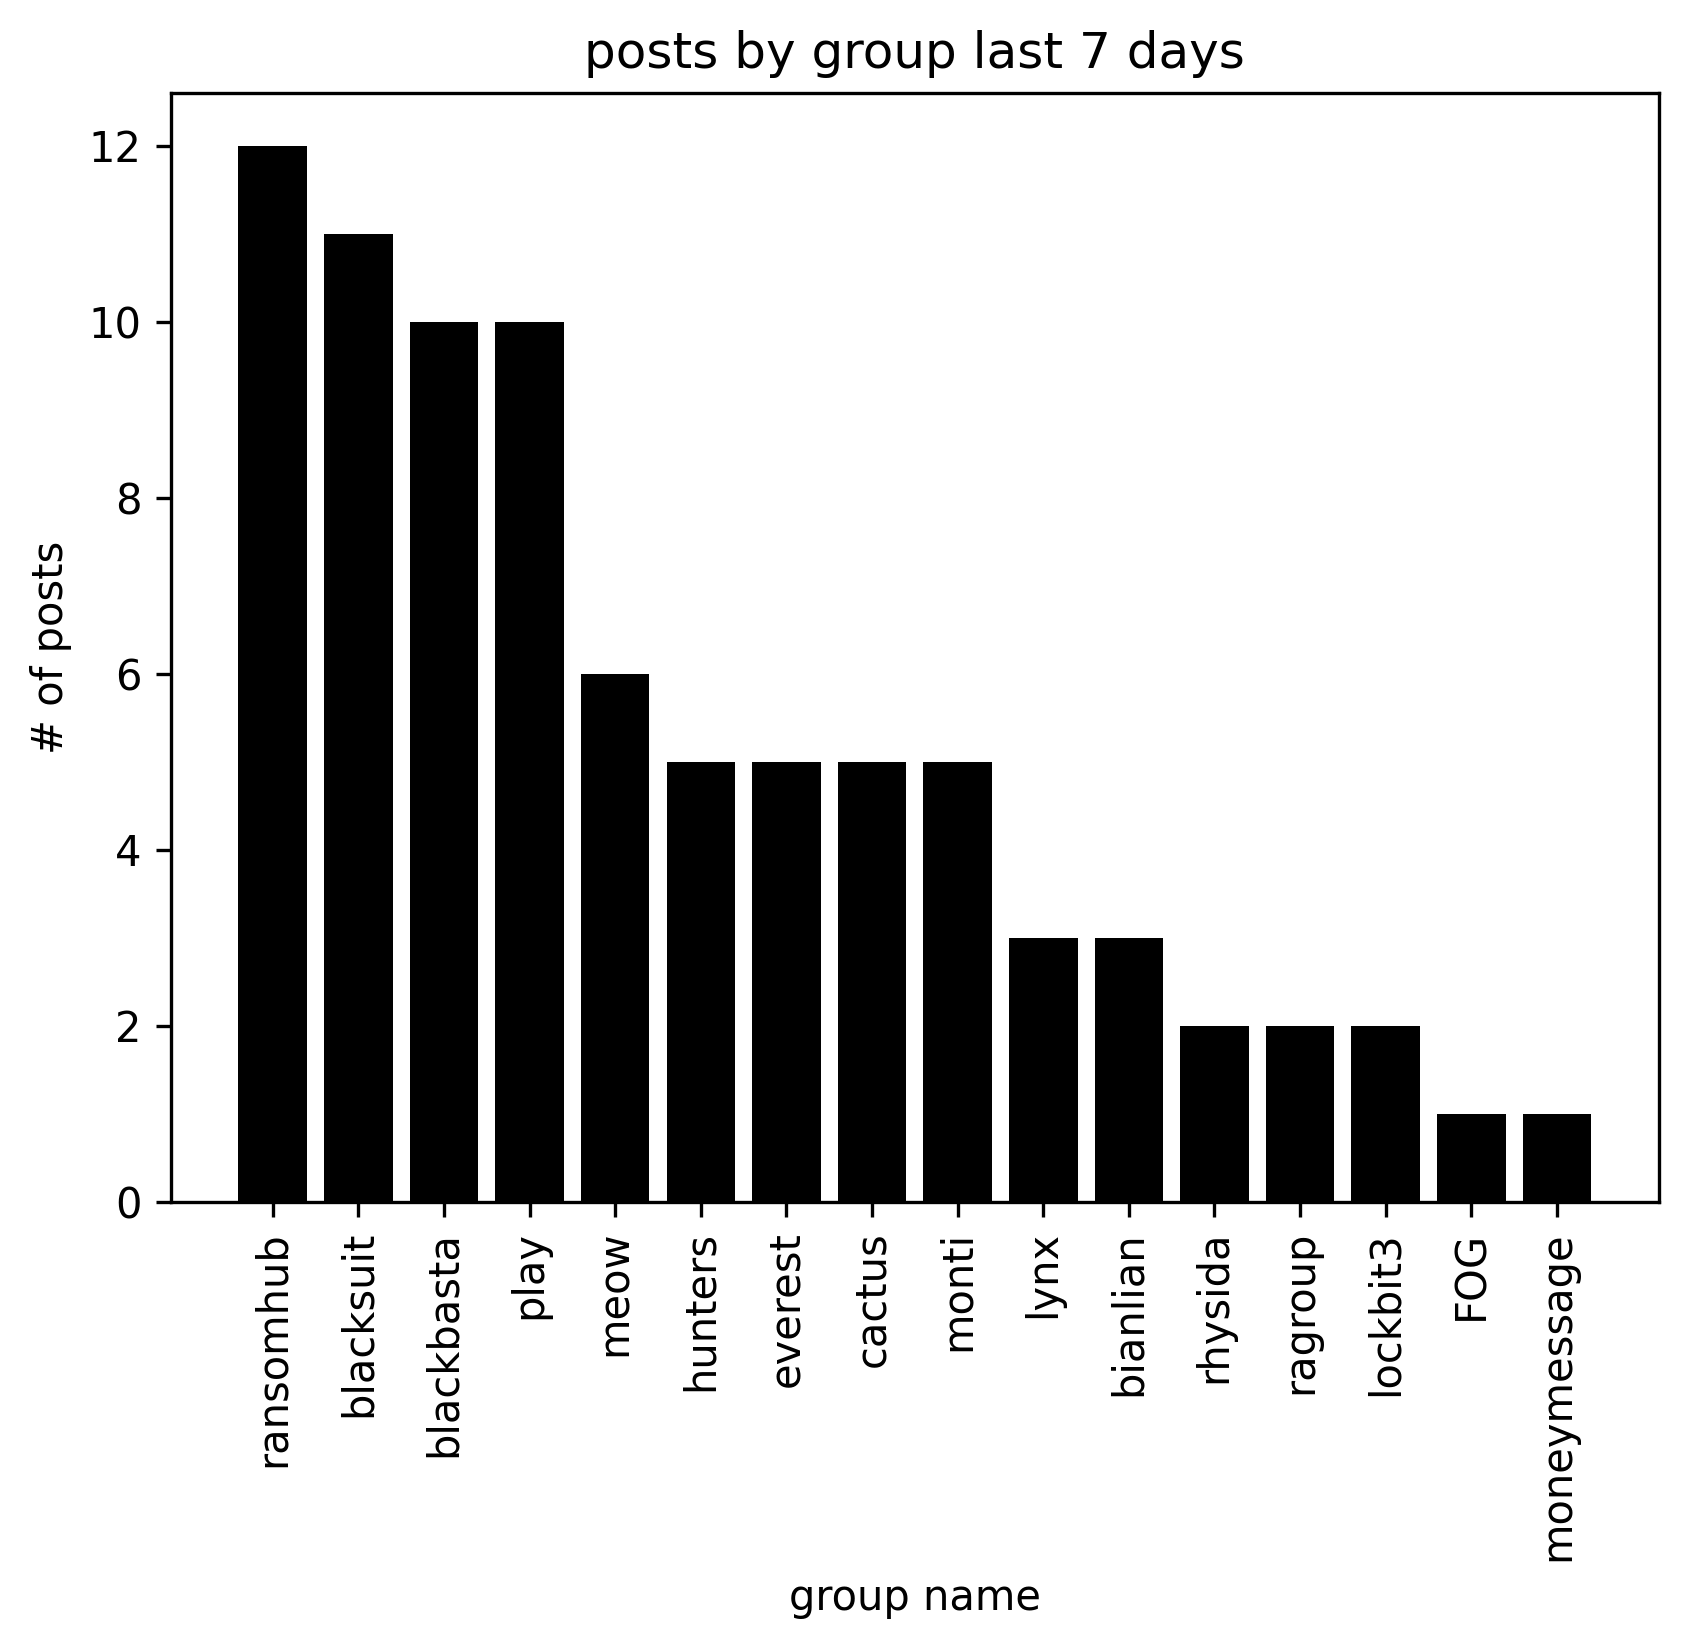 posts by group last 7 days
12
10
8
6
4
2
0
# of posts
ransomhub
blacksuit
blackbasta
play
meow
hunters
everest
cactus
monti
lynx
bianlian
rhysida
ragroup
lockbit3
FOG
moneymessage
group name